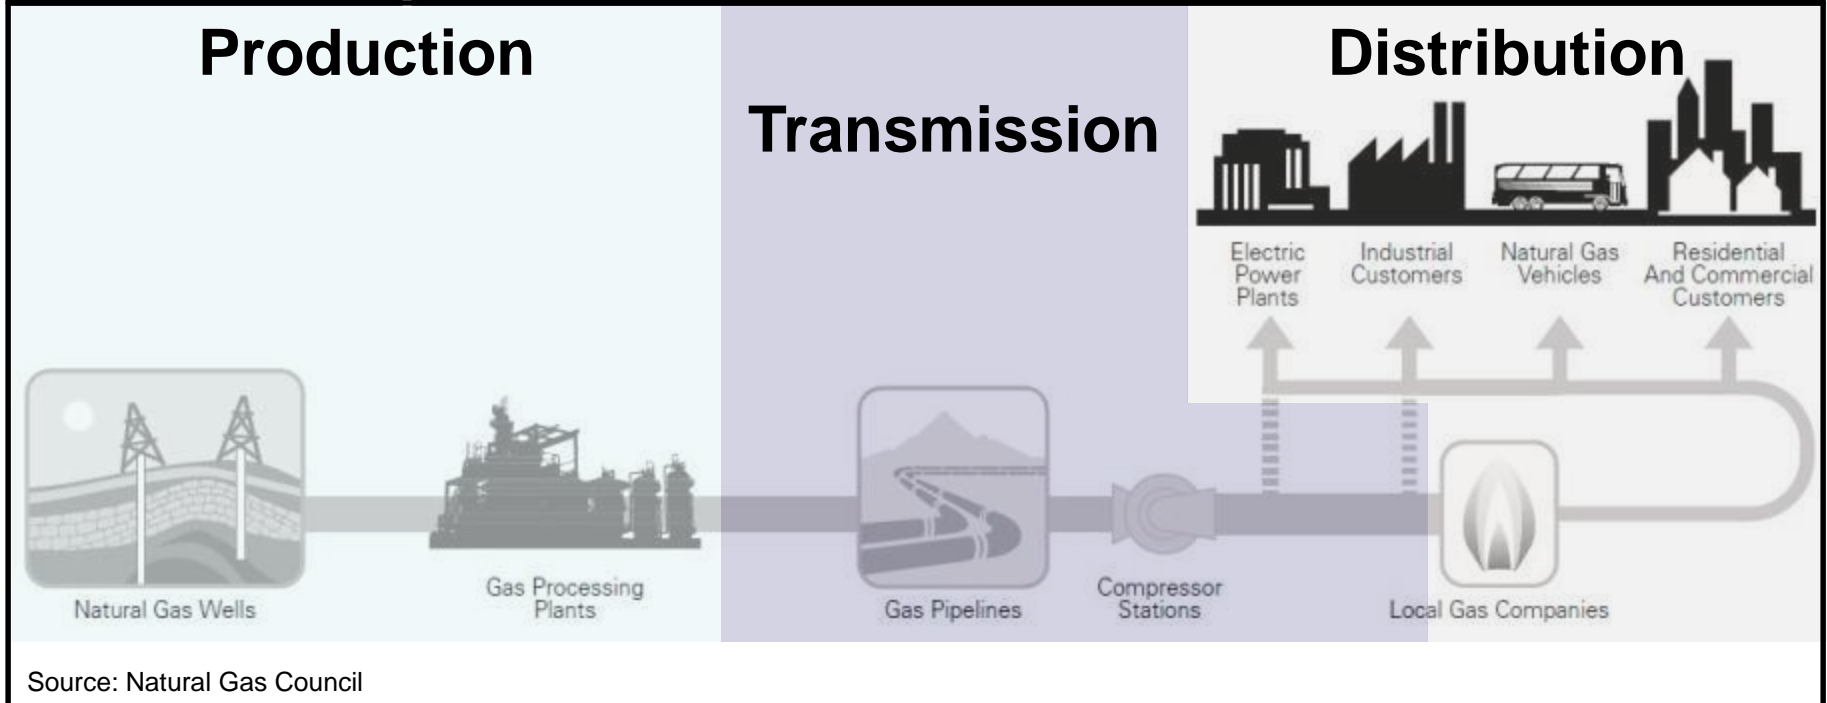 Production
Transmission
Distribution
Electric
Power
Plants
Industrial
Customers
Natural Gas
Vehicles
Residential
And Commercial
Customers
Natural Gas Wells
Gas Processing
Plants
Gas Pipelines
Compressor
Stations
Local Gas Companies
Source: Natural Gas Council